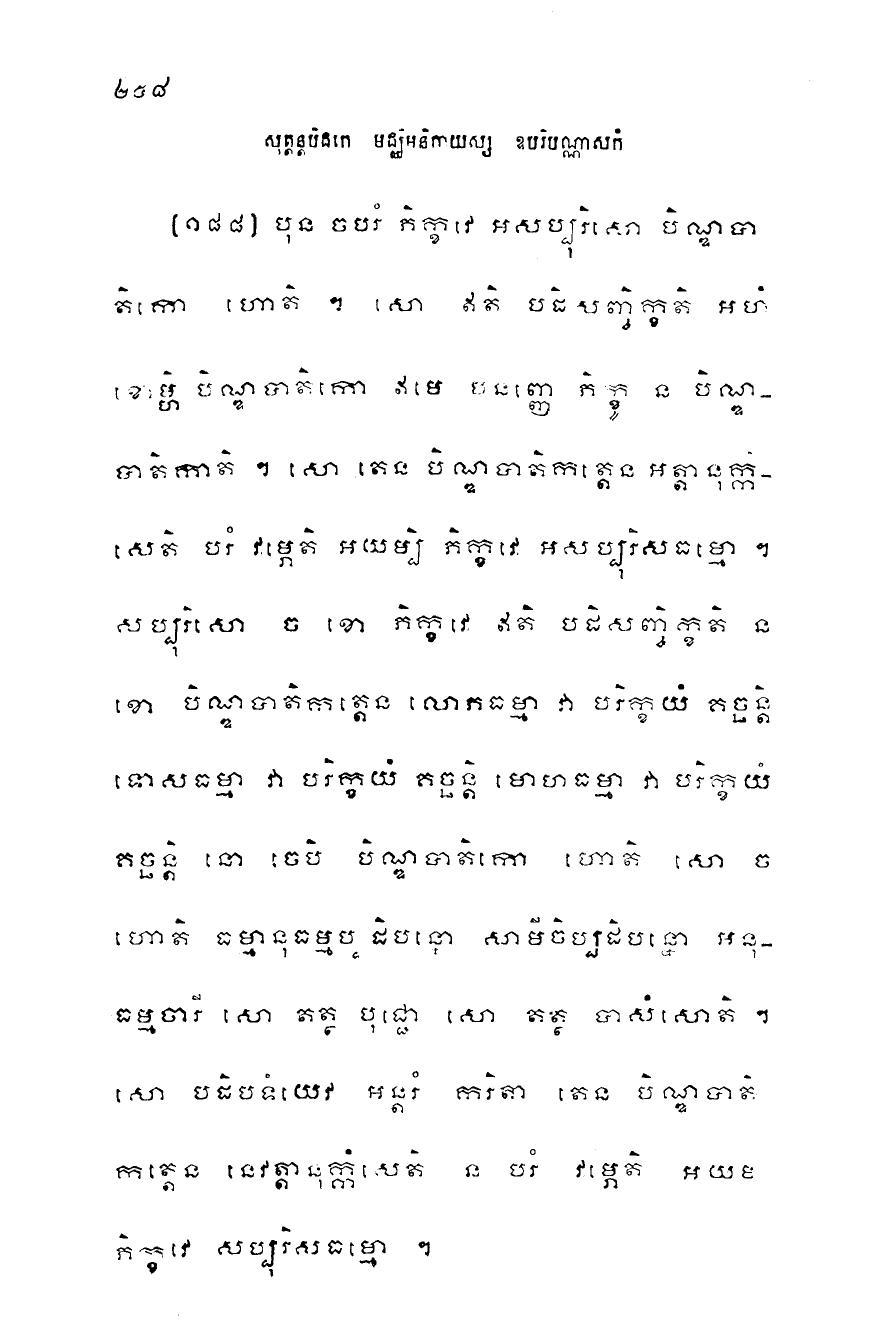 ២៥៨
សុត្តន្តបិដកេ មជ្ឈិមនិកាយស្ស ឧបរិបណ្ណាសកំ
(១៨៨) បុន ចបរំ ភិក្ខវេ អសប្បុរិសោ បិណ្ឌបា
តិកោ ហោតិ ។ សោ ឥតិ បដិសញ្ចិក្ខតិ អហំ
ខោម្ហិ បិណ្ឌបាតិកោ ឥមេ បនញ្ញេ ភិក្ខូ ន បិណ្ឌ-
បាតិកាតិ ។ សោ តេន បិណ្ឌបាតិកត្តេន អត្តានុក្កំ-
សេតិ បរំ វម្ភេតិ អយម្បិ ភិក្ខវេ អសប្បុរិសធម្មោ ។
សប្បុរិសោ ច ខោ ភិក្ខវេ ឥតិ បដិសញ្ចិក្ខតិ ន
ខោ បិណ្ឌបាតិកត្តេន លោភធម្មា វា បរិក្ខយំ គច្ឆន្តិ
ទោសធម្មា វា បរិក្ខយំ គច្ឆន្តិ មោហធម្មា វា បរិក្ខយំ
គច្ឆន្តិ នោ ចេបិ បិណ្ឌបាតិកោ ហោតិ សោ ច
ហោតិ ធម្មានុធម្មប្បដិបន្នោ សាមីចិប្បដិបន្នោ អនុ-
ធម្មចារី សោ តត្ថ បុជ្ជោ សោ តត្ថ បាសំសោតិ ។
សោ បដិបទំយេវ អន្តរំ ករិតា តេន បិណ្ឌបាតិ
កត្តេន នេវត្តានុក្កំសេតិ ន បរំ វម្ភេតិ អយំ
ភិក្ខវេ សប្បុរិសធម្មោ ។